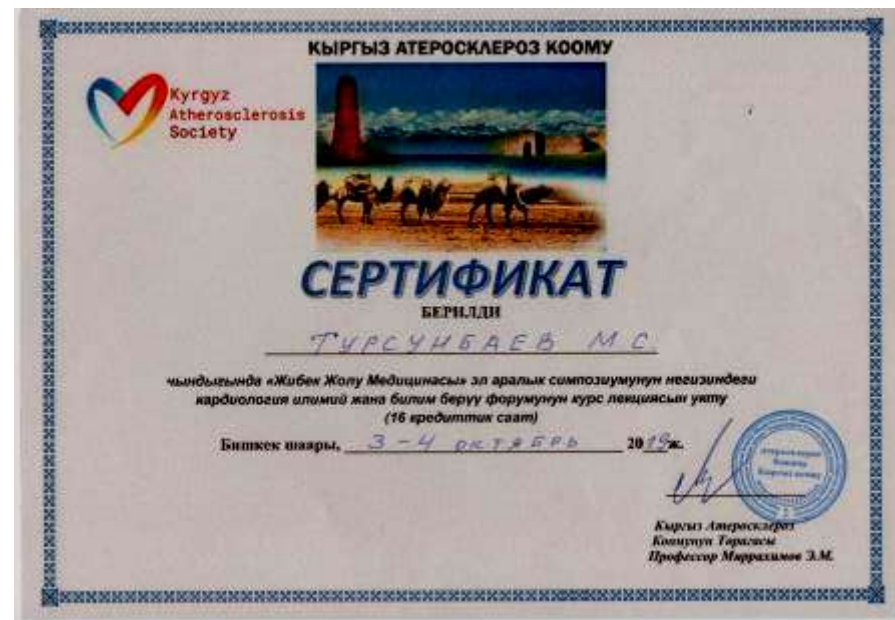 КЫРГЫЗ АТЕРОСКЛЕРОЗ КООМУ
Kyrgyz
Atherosclerosis
Society
СЕРТИФИКАТ
БЕРИЛДИ
ТУРСУНБАЕВ М.С.
чындыгында «Жибек Жолу Медицинасы» эл аралык симпозиумунун негизиндеги
кардиология илимий жана билим берүү форумунун курс лекциясын укту
(16 кредиттик саат)
Бишкек шаары, 3-4 октябрь 2019ж.
Кыргыз Атеросклероз
Коомунун Төрагасы
Профессор Миррахимов Э.М.